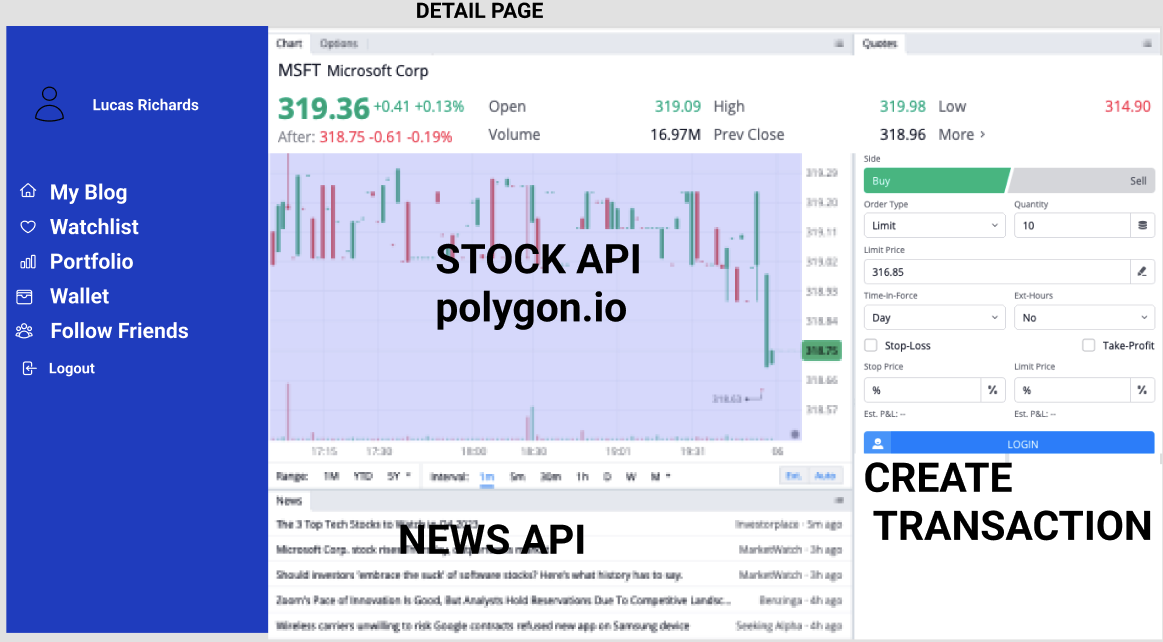 DETAIL PAGE
Lucas Richards
My Blog
Watchlist
Portfolio
Wallet
Follow Friends
Logout
Chart Options
MSFT Microsoft Corp
319.36 +0.41 +0.13%
After: 318.75 -0.61 -0.19%
Open 319.09 High 319.98 Low 314.90
Volume 16.97M Prev Close 318.96 More >
319.29
319.20
319.11
319.02
318.93
318.84
318.75
318.66
318.57
318.63
STOCK API
polygon.io
17:15 17:30 18:00 18:30 19:01 19:31 06
Range: 1M YTD 5Y Interval: 1m 5m 30m 1h D W M Ext. Auto
News
The 3 Top Tech Stocks to Watch in Q4 2023 Investorplace · 5m ago
Microsoft Corp. stock rises Thursday, market MarketWatch · 3h ago
Should investors 'embrace the suck' of software stocks? Here's what history has to say. MarketWatch · 3h ago
Zoom's Pace of Innovation Is Good, But Analysts Hold Reservations Due To Competitive Landsc... Benzinga · 4h ago
Wireless carriers unwilling to risk Google contracts refused new app on Samsung device Seeking Alpha · 4h ago
NEWS API
Quotes
Side
Buy Sell
Order Type Quantity
Limit 10
Limit Price
316.85
Time-in-Force Ext-Hours
Day No
Stop-Loss Take-Profit
Stop Price Limit Price
% % % %
Est. P&L: -- Est. P&L: --
LOGIN
CREATE
TRANSACTION